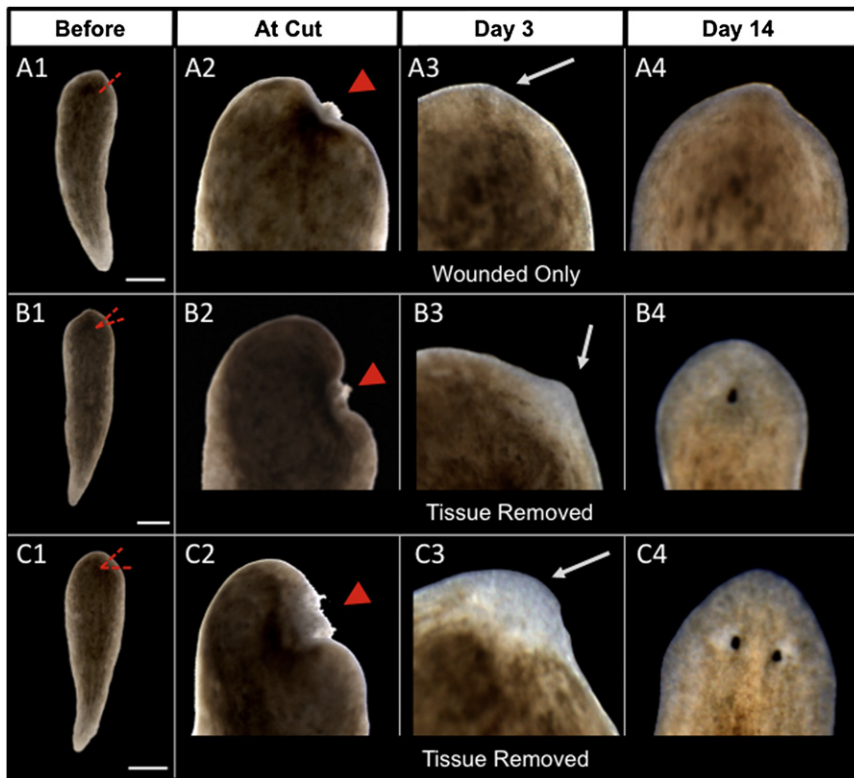 Before At Cut Day 3 Day 14
A1 A2 A3 A4
Wounded Only
B1 B2 B3 B4
Tissue Removed
C1 C2 C3 C4
Tissue Removed